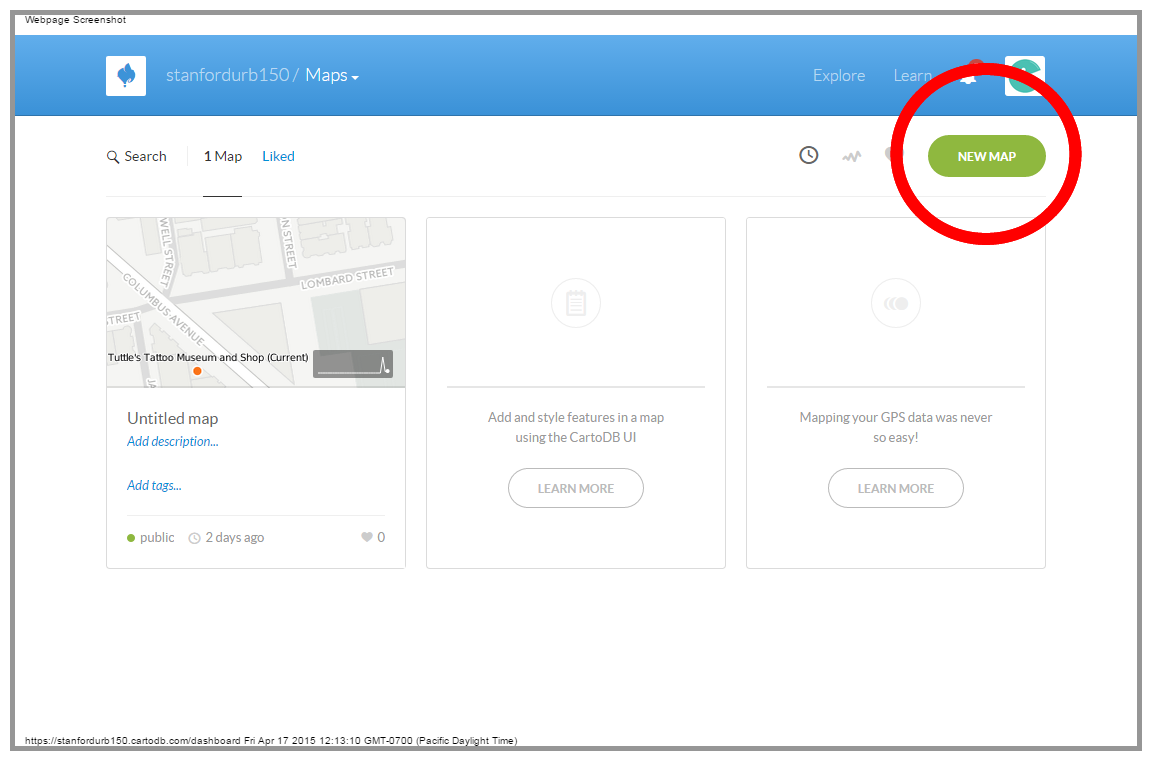 Webpage Screenshot
stanfordurb150 / Maps
Explore
Learn
Search
1 Map
Liked
NEW MAP
WELL STREET
N STREET
LOMBARD STREET
COLUMBUS AVENUE
STREET
JA
Tuttle's Tattoo Museum and Shop (Current)
Untitled map
Add description...
Add tags...
public
2 days ago
0
Add and style features in a map
using the CartoDB UI
LEARN MORE
Mapping your GPS data was never
so easy!
LEARN MORE
https://stanfordurb150.cartodb.com/dashboard Fri Apr 17 2015 12:13:10 GMT-0700 (Pacific Daylight Time)